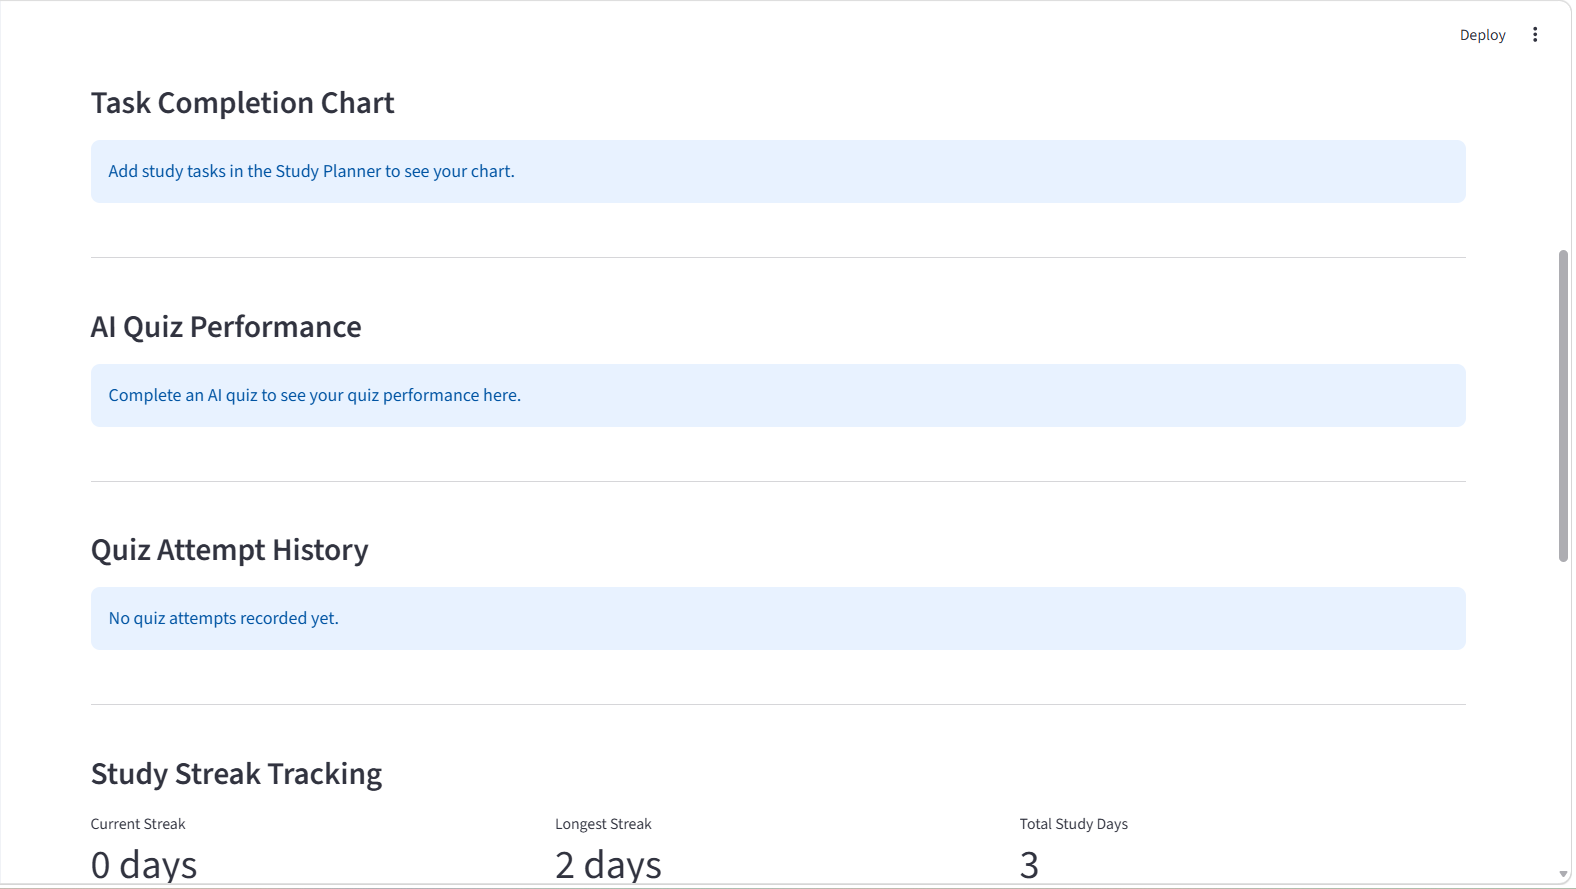 Deploy
Task Completion Chart
Add study tasks in the Study Planner to see your chart.
AI Quiz Performance
Complete an AI quiz to see your quiz performance here.
Quiz Attempt History
No quiz attempts recorded yet.
Study Streak Tracking
Current Streak
Longest Streak
Total Study Days
0 days
2 days
3